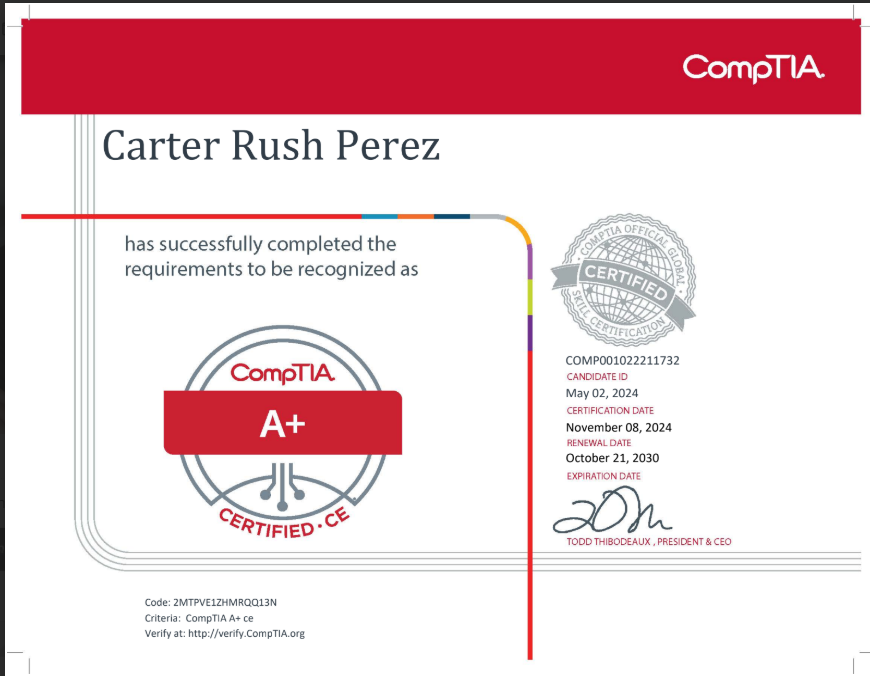 CompTIA.
Carter Rush Perez
has successfully completed the
requirements to be recognized as
COMPTIA OFFICIAL GLOBAL
CERTIFIED
SKILL CERTIFICATION
CompTIA.
A+
CERTIFIED • CE
COMP001022211732
CANDIDATE ID
May 02, 2024
CERTIFICATION DATE
November 08, 2024
RENEWAL DATE
October 21, 2030
EXPIRATION DATE
TODD THIBODEAUX , PRESIDENT & CEO
Code: 2MTPVE1ZHMRQQ13N
Criteria: CompTIA A+ ce
Verify at: http://verify.CompTIA.org